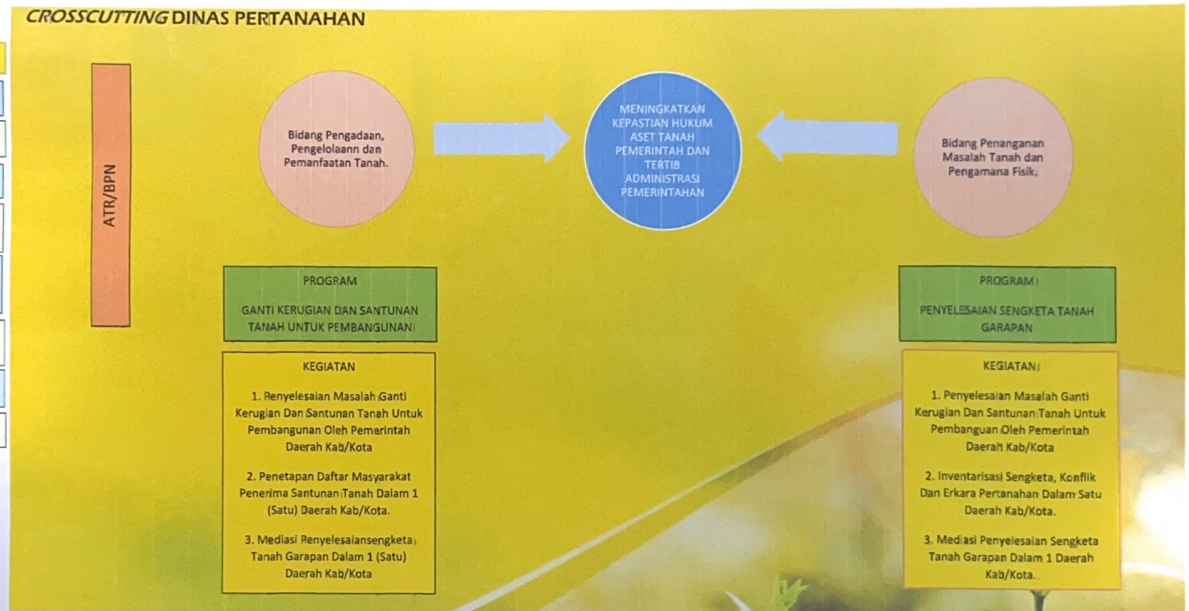 CROSSCUTTING DINAS PERTANAHAN
ATR/BPN
Bidang Pengadaan,
Pengelolaann dan
Pemanfaatan Tanah.
MENINGKATKAN
KEPASTIAN HUKUM
ASET TANAH
PEMERINTAH DAN
TERTIB
ADMINISTRASI
PEMERINTAHAN
Bidang Penanganan
Masalah Tanah dan
Pengamana Fisik.
PROGRAM
GANTI KERUGIAN DAN SANTUNAN
TANAH UNTUK PEMBANGUNAN
KEGIATAN
1. Penyelesaian Masalah Ganti
Kerugian Dan Santunan Tanah Untuk
Pembangunan Oleh Pemerintah
Daerah Kab/Kota
2. Penetapan Daftar Masyarakat
Penerima Santunan Tanah Dalam 1
(Satu) Daerah Kab/Kota.
3. Mediasi Penyelesaiansengketa
Tanah Garapan Dalam 1 (Satu)
Daerah Kab/Kota
PROGRAM
PENYELESAIAN SENGKETA TANAH
GARAPAN
KEGIATAN
1. Penyelesaian Masalah Ganti
Kerugian Dan Santunan Tanah Untuk
Pembanguan Oleh Pemerintah
Daerah Kab/Kota
2. Inventarisasi Sengketa, Konflik
Dan Erkara Pertanahan Dalam Satu
Daerah Kab/Kota.
3. Mediasi Penyelesaian Sengketa
Tanah Garapan Dalam 1 Daerah
Kab/Kota.